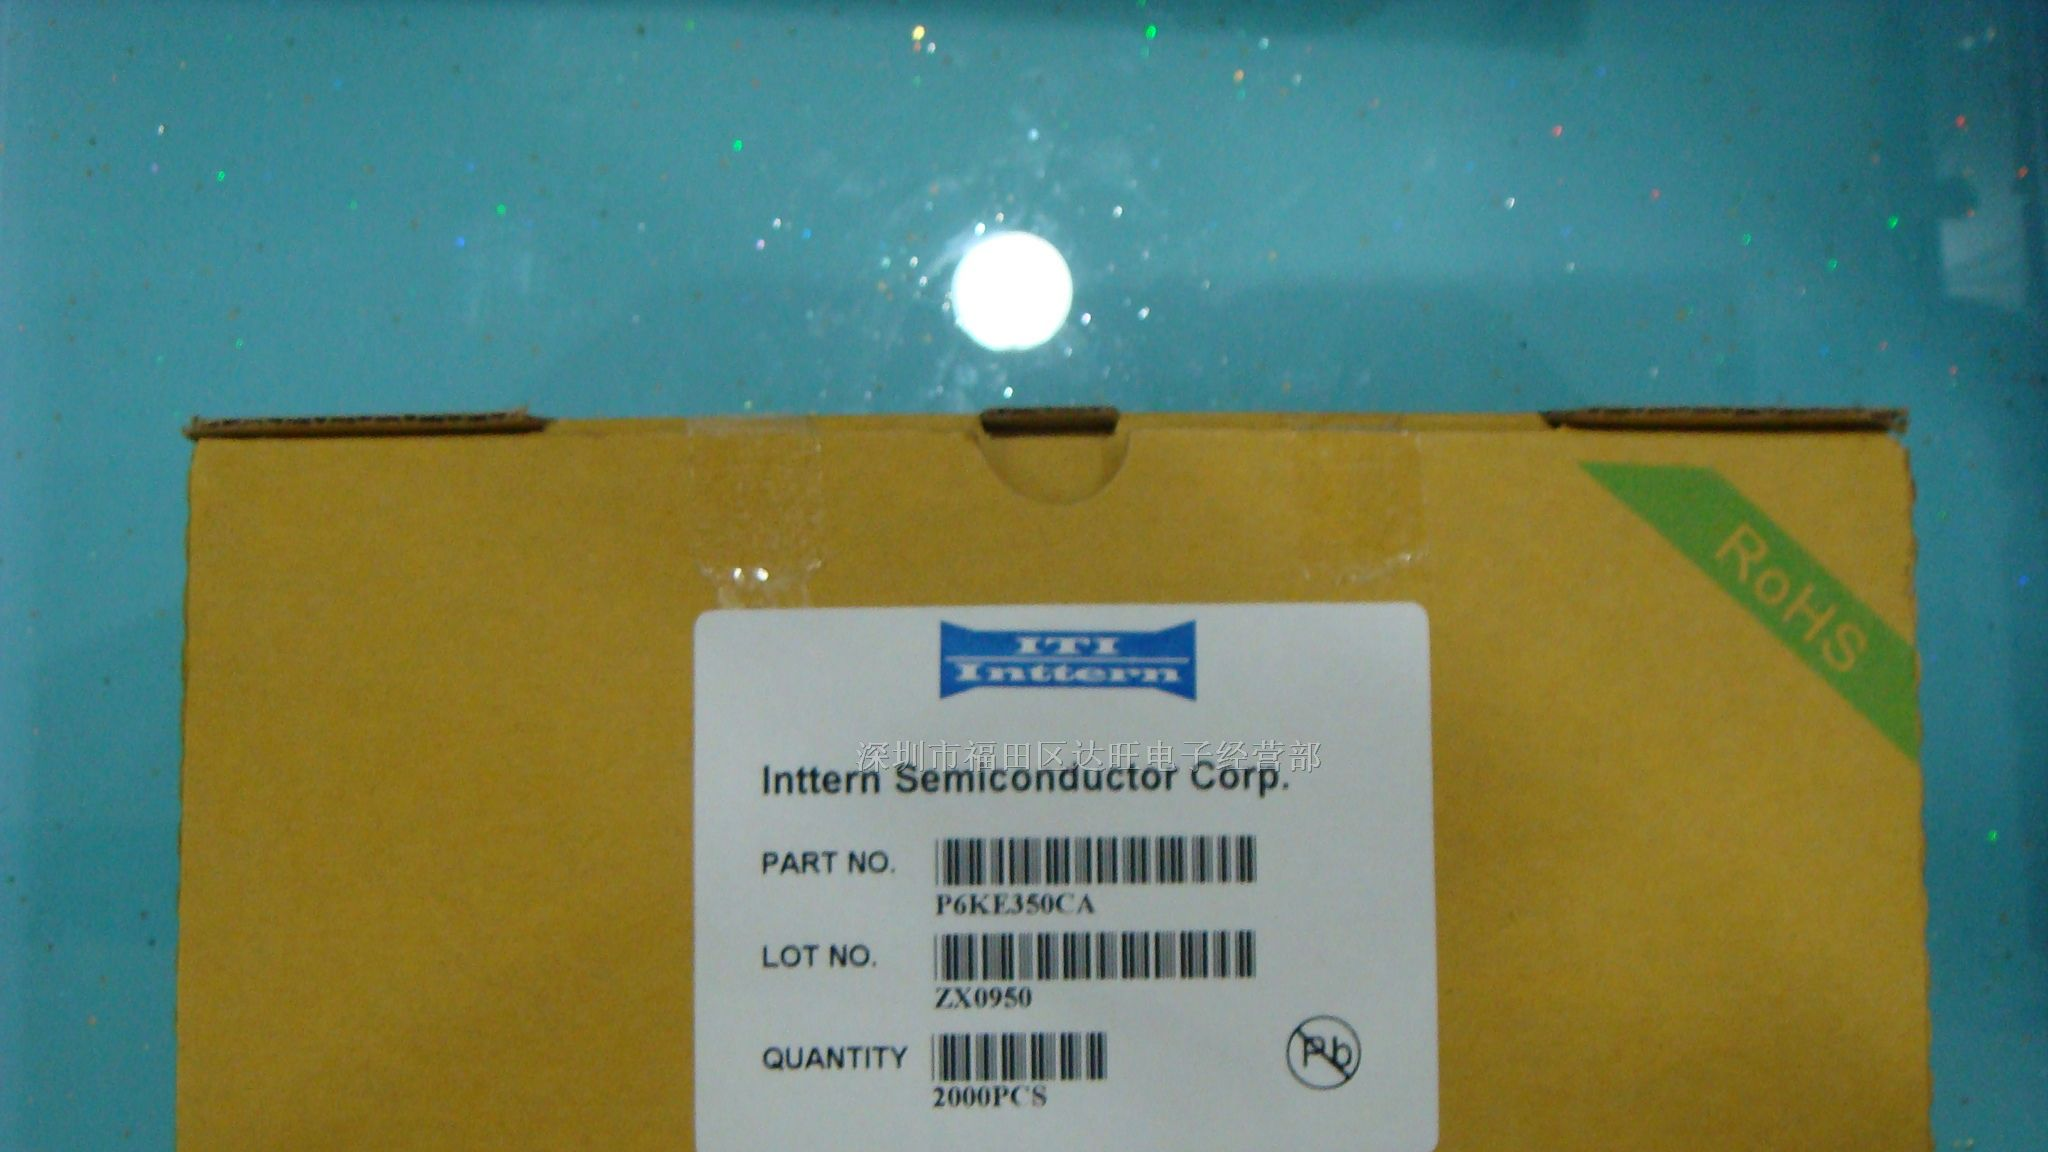 RoHS
ITI
Inttern
深圳市福田区达旺电子经营部
Inttern Semiconductor Corp.
PART NO.
P6KE350CA
LOT NO.
ZX0950
QUANTITY
2000PCS
Pb